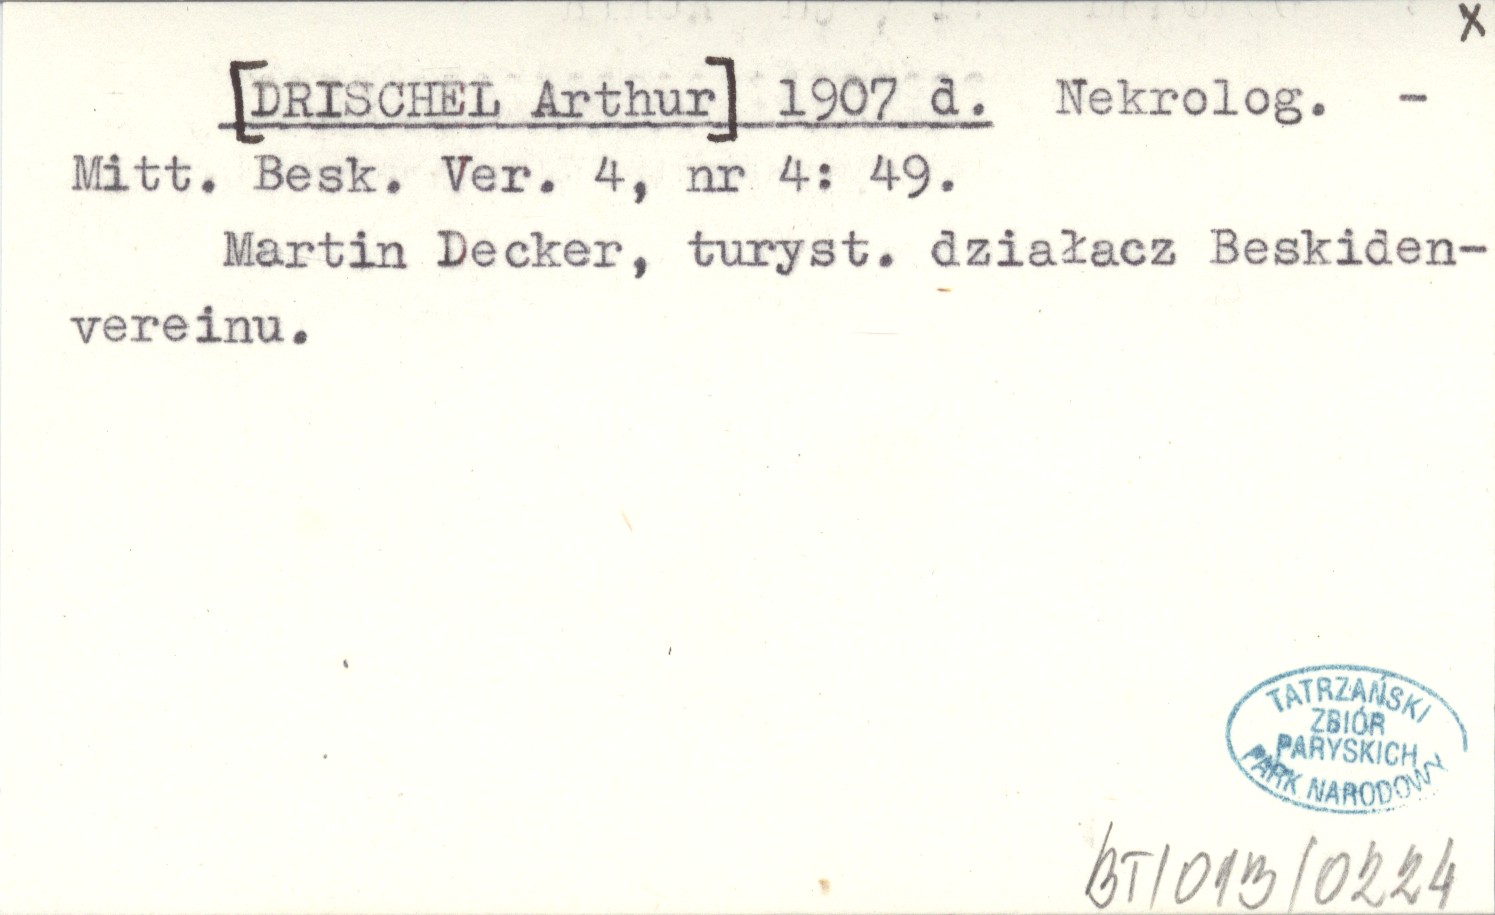 x
[DRISCHEL Arthur] 1907 d. Nekrolog. -
Mitt. Besk. Ver. 4, nr 4: 49.
Martin Decker, turyst. działacz Beskiden-
vereinu.
TATRZAŃSKI
ZBIÓR
PARYSKICH
PARK NARODOWY
BT/013/0224